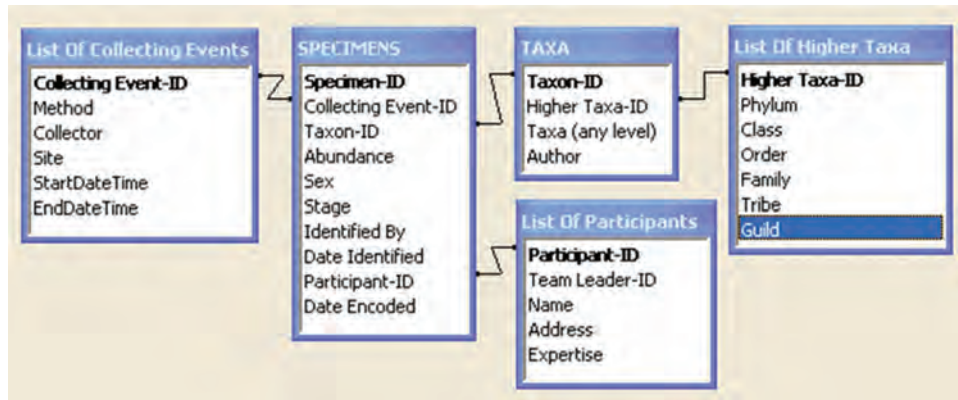 List Of Collecting Events
Collecting Event-ID
Method
Collector
Site
StartDateTime
EndDateTime
SPECIMENS
Specimen-ID
Collecting Event-ID
Taxon-ID
Abundance
Sex
Stage
Identified By
Date Identified
Participant-ID
Date Encoded
TAXA
Taxon-ID
Higher Taxa-ID
Taxa (any level)
Author
List Of Participants
Participant-ID
Team Leader-ID
Name
Address
Expertise
List Of Higher Taxa
Higher Taxa-ID
Phylum
Class
Order
Family
Tribe
Guild